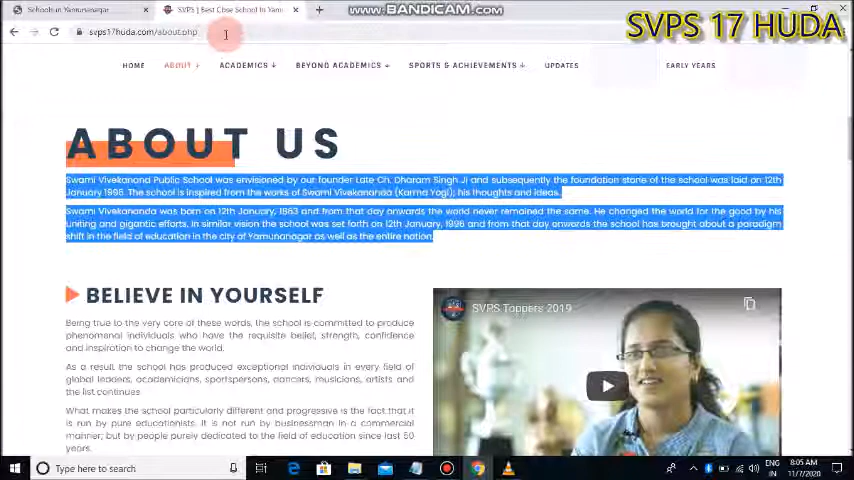 Schools in Yamunanagar
SVPS | Best Cbse School In Yamu
www.BANDICAM.com
SVPS 17 HUDA
svps17huda.com/about.php
HOME ABOUT ACADEMICS BEYOND ACADEMICS SPORTS & ACHIEVEMENTS UPDATES EARLY YEARS
ABOUT US
Swami Vivekanand Public School was envisioned by our founder Late Ch. Dharam Singh Ji and subsequently the foundation stone of the school was laid on 12th
January 1996. The school is inspired from the works of Swami Vivekananda (Karma Yogi); his thoughts and ideas.
Swami Vivekananda was born on 12th January, 1863 and from that day onwards the world never remained the same. He changed the world for the good by his
uniting and gigantic efforts. In similar vision the school was set forth on 12th January, 1996 and from that day onwards the school has brought about a paradigm
shift in the field of education in the city of Yamunanagar as well as the entire nation.
BELIEVE IN YOURSELF
Being true to the very core of these words, the school is committed to produce
phenomenal individuals who have the requisite belief, strength, confidence
and inspiration to change the world.
As a result the school has produced exceptional individuals in every field of
global leaders, academicians, sportspersons, dancers, musicians, artists and
the list continues
What makes the school particularly different and progressive is the fact that it
is run by pure educationists. It is not run by businessman in a commercial
manner; but by people purely dedicated to the field of education since last 50
years.
SVPS Toppers 2019
Type here to search
ENG
IN
8:05 AM
11/7/2020